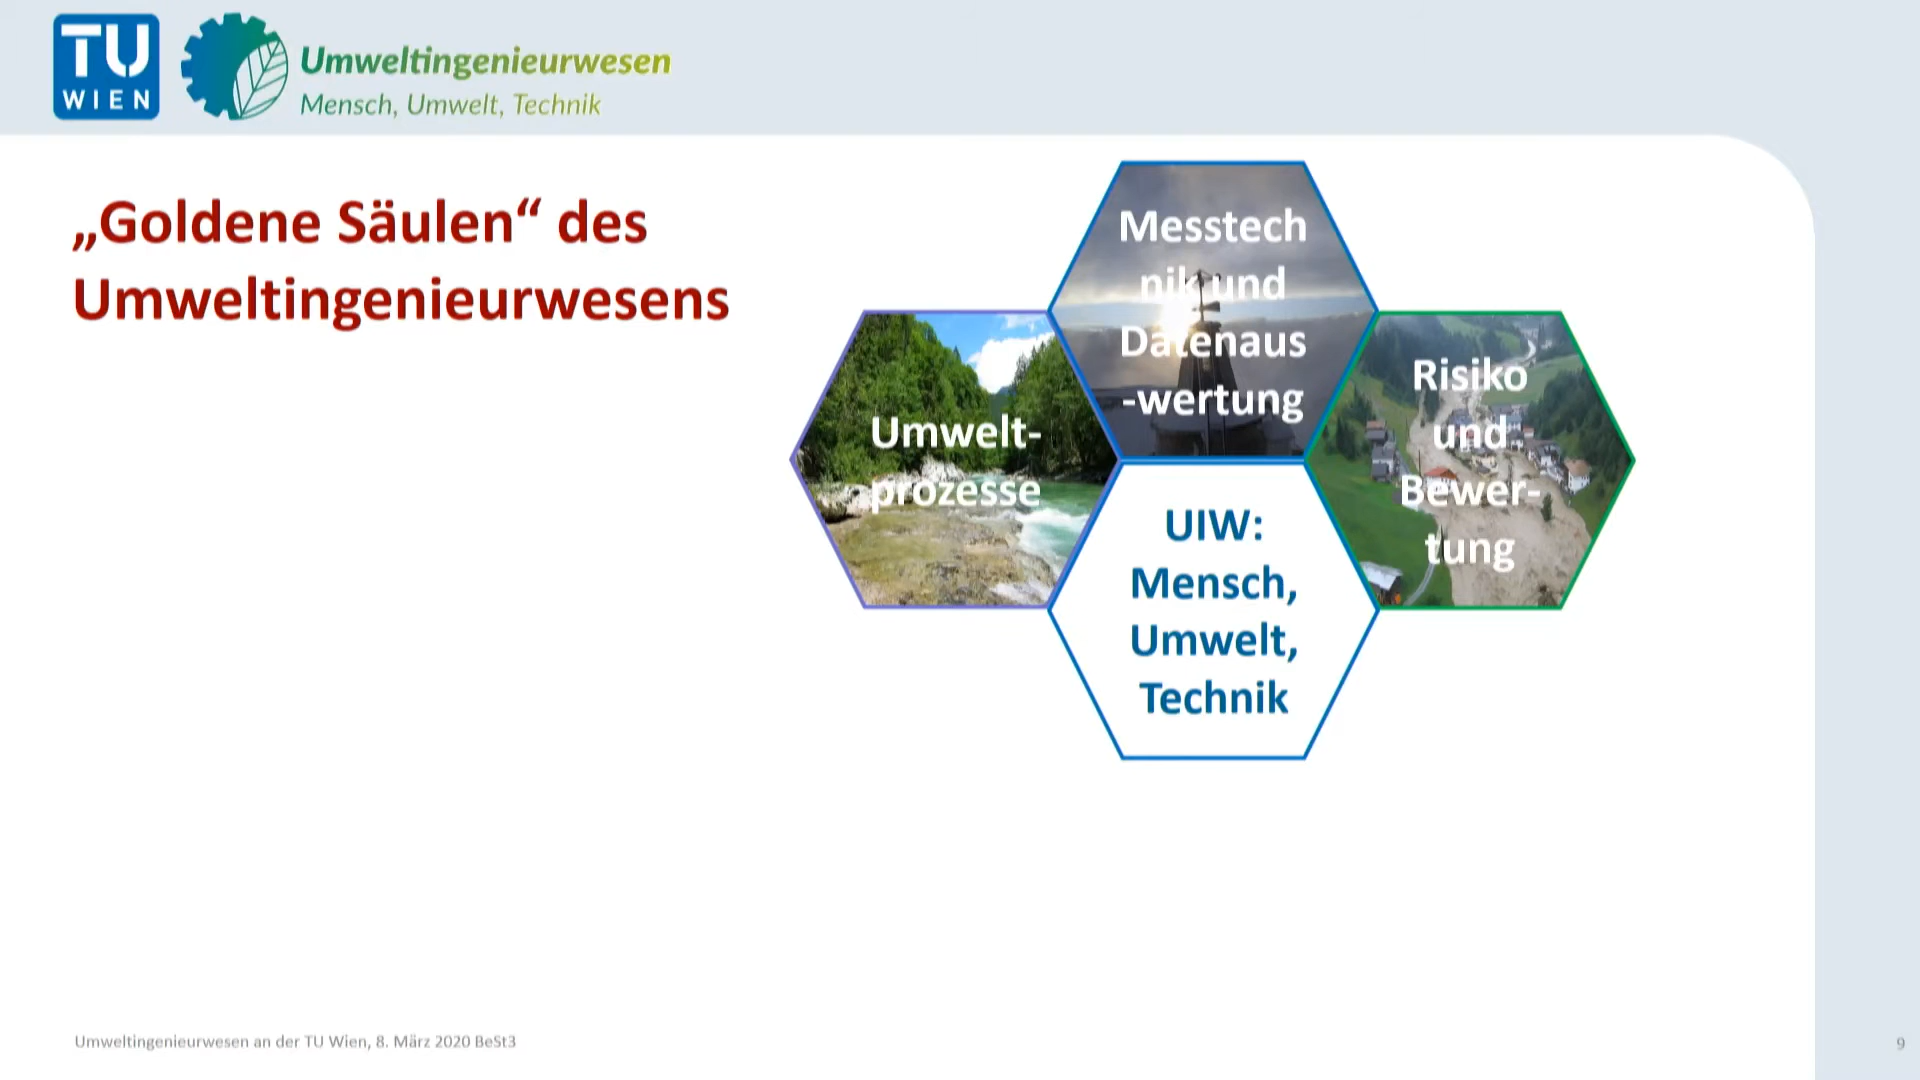 TU
WIEN
Umweltingenieurwesen
Mensch, Umwelt, Technik
„Goldene Säulen“ des
Umweltingenieurwesens
Messtech
nik und
Datenaus
-wertung
Umwelt-
prozesse
Risiko
und
Bewer-
tung
UIW:
Mensch,
Umwelt,
Technik
Umweltingenieurwesen an der TU Wien, 8. März 2020 BeSt3
9